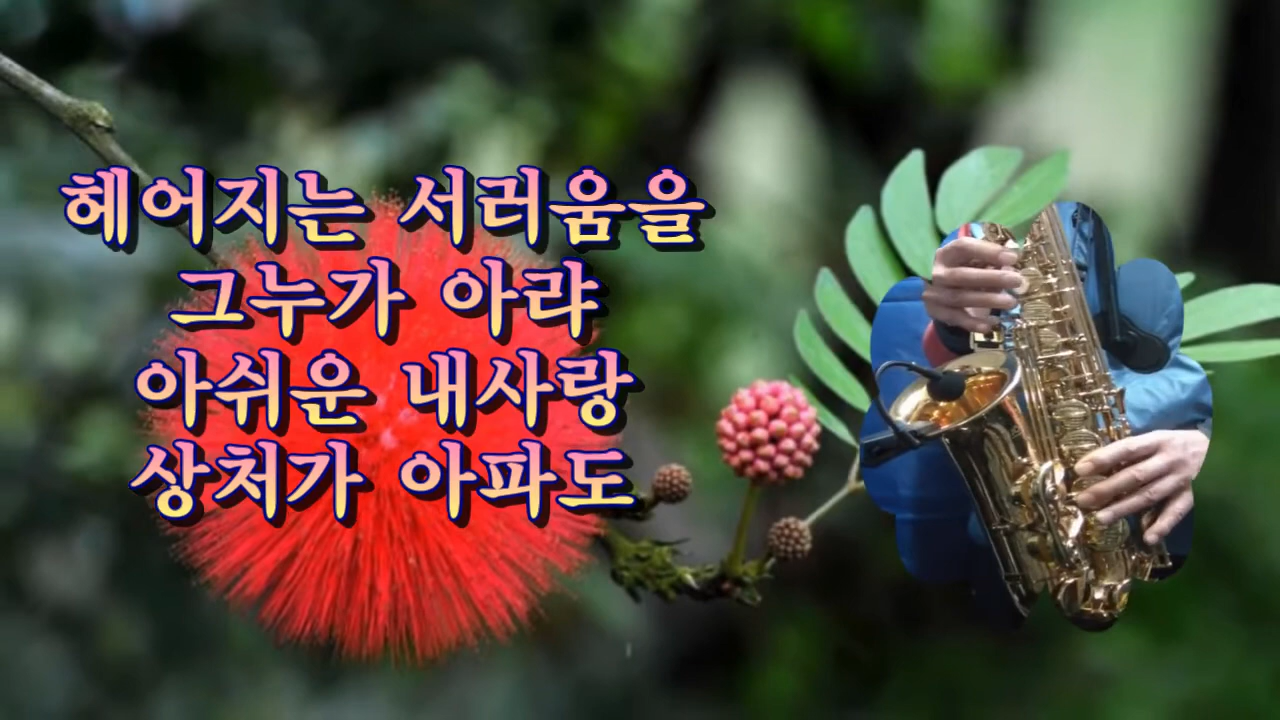 헤어지는 서러움을
그누가 아랴
아쉬운 내사랑
상처가 아파도